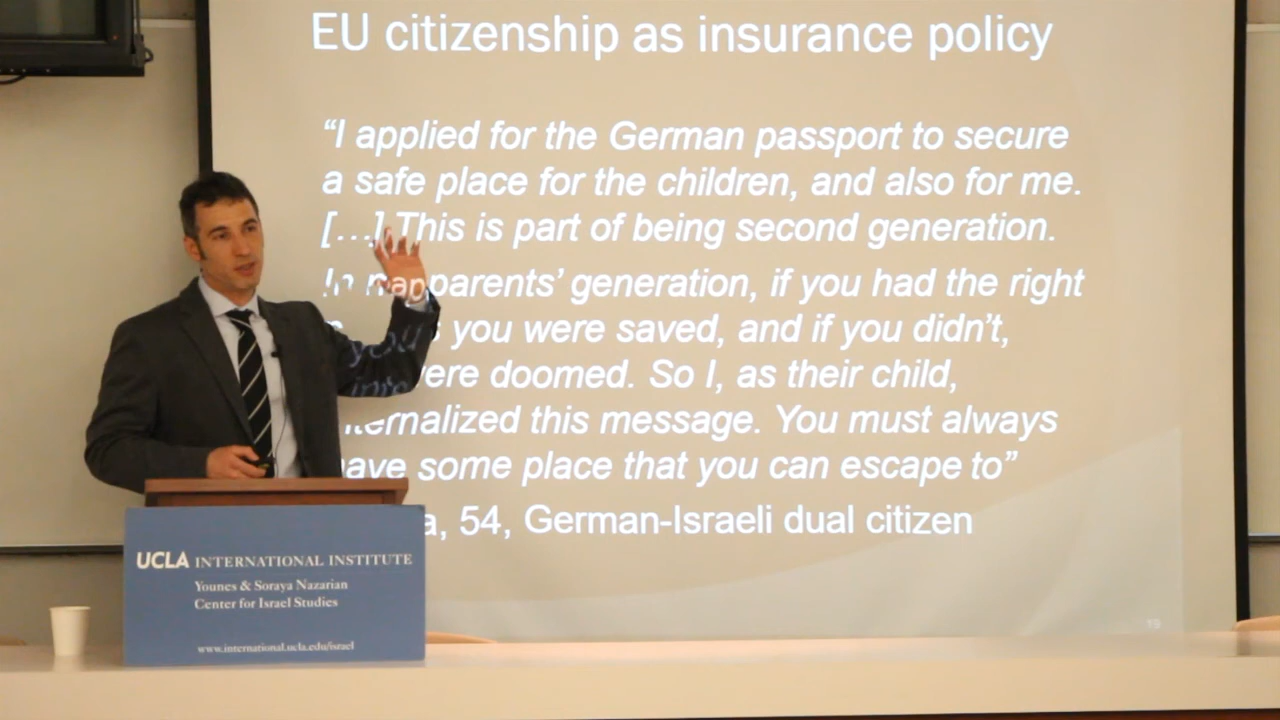 EU citizenship as insurance policy
“I applied for the German passport to secure
a safe place for the children, and also for me.
[…] This is part of being second generation.
parents’ generation, if you had the right
you were saved, and if you didn’t,
doomed. So I, as their child,
this message. You must always
some place that you can escape to”
54, German-Israeli dual citizen
19
UCLA INTERNATIONAL INSTITUTE
Younes & Soraya Nazarian
Center for Israel Studies
www.international.ucla.edu/israel